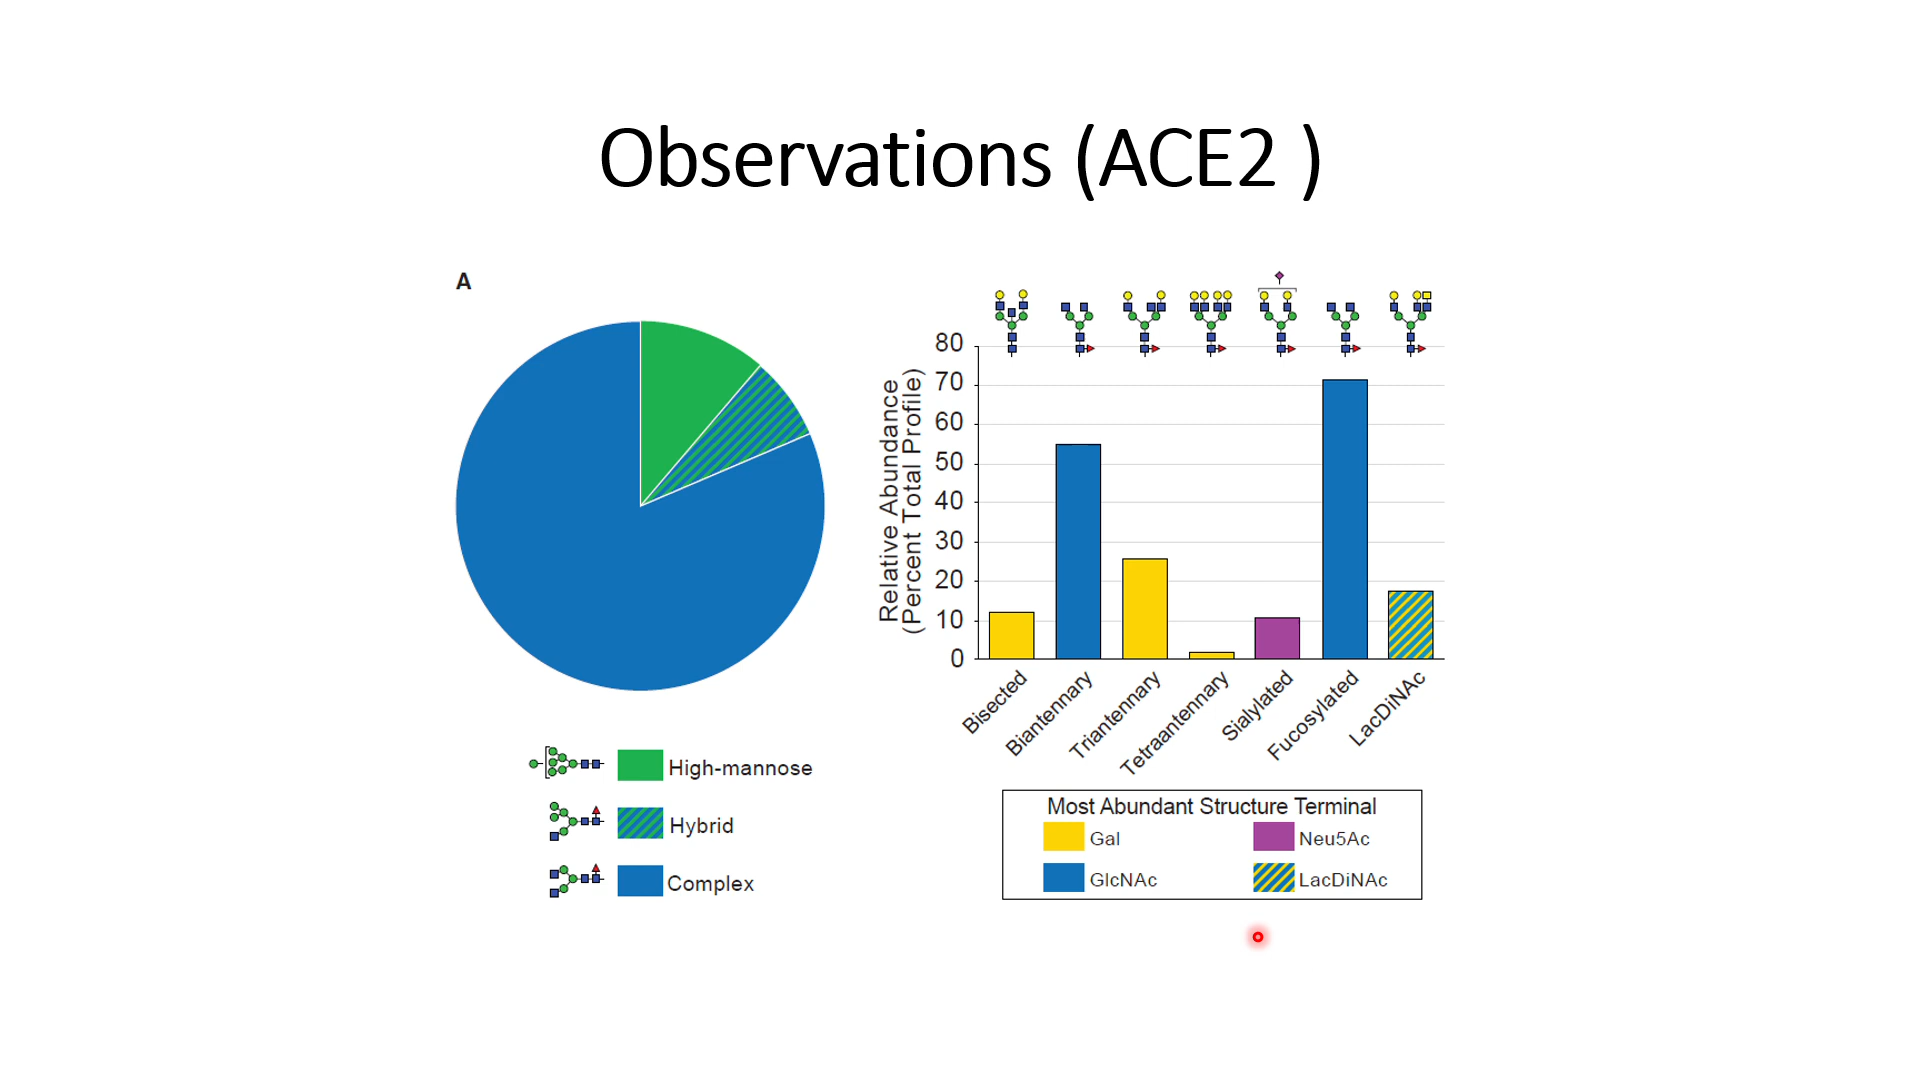 Observations (ACE2 )
A
High-mannose
Hybrid
Complex
Relative Abundance
(Percent Total Profile)
80
70
60
50
40
30
20
10
0
Bisected
Biantennary
Triantennary
Tetraantennary
Sialylated
Fucosylated
LacDiNAc
Most Abundant Structure Terminal
Gal
Neu5Ac
GlcNAc
LacDiNAc